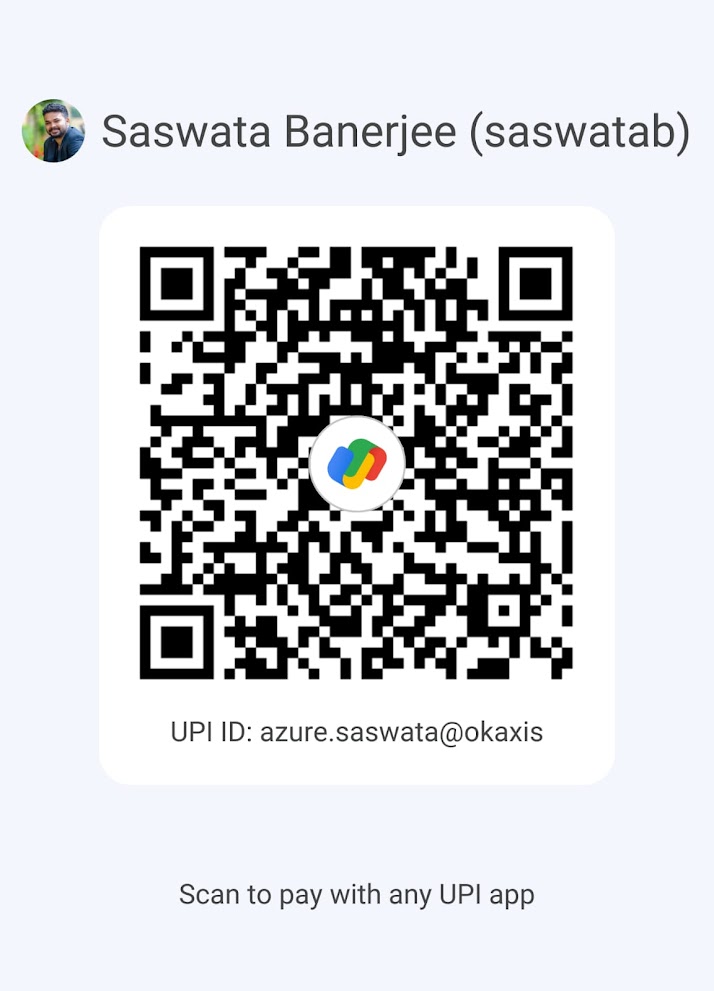 Saswata Banerjee (saswatab)
UPI ID: azure.saswata@okaxis
Scan to pay with any UPI app